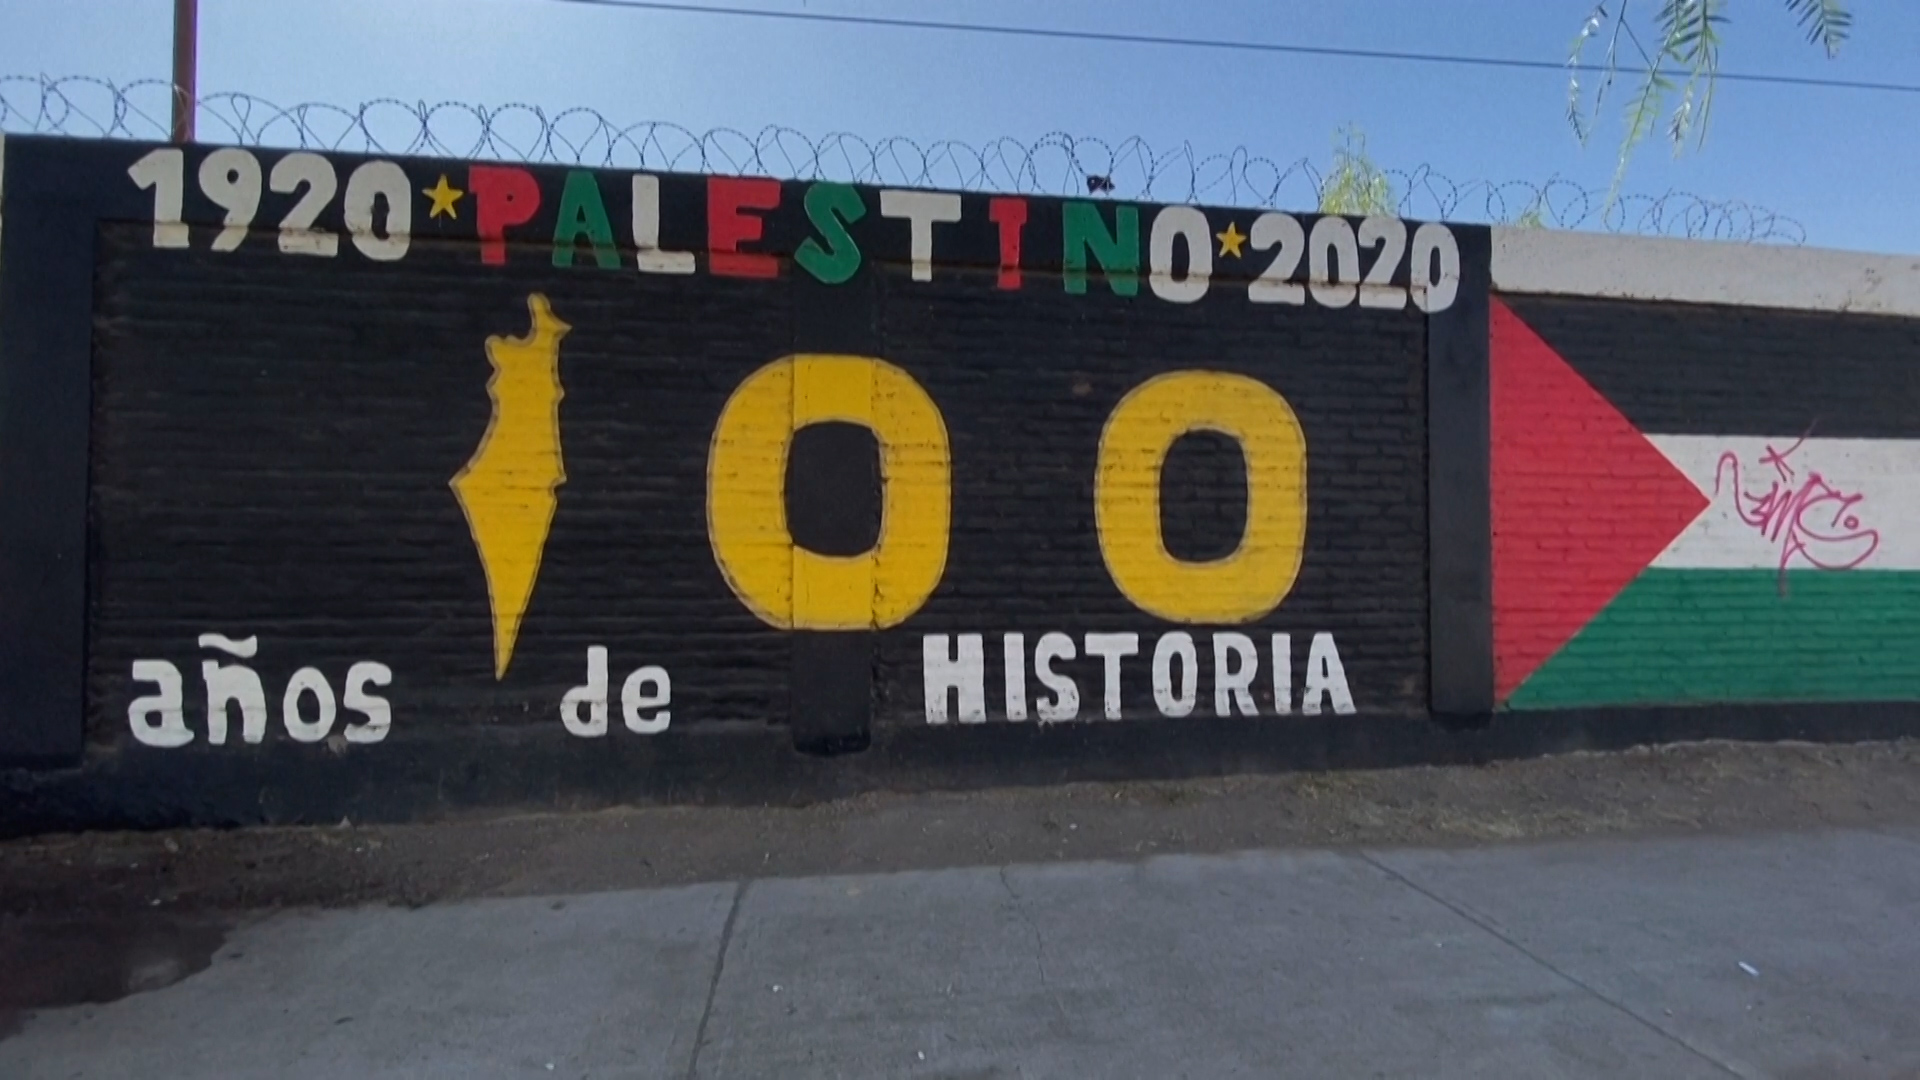 1920 ★ PALESTINO ★ 2020
100
años de HISTORIA